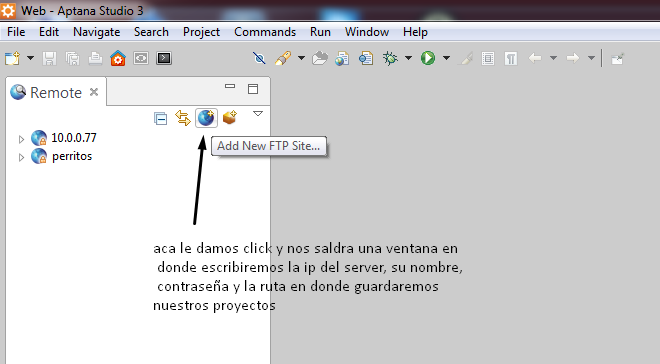 Web - Aptana Studio 3
File Edit Navigate Search Project Commands Run Window Help
Remote
10.0.0.77
Add New FTP Site...
perritos
aca le damos click y nos saldra una ventana en
donde escribiremos la ip del server, su nombre,
contraseña y la ruta en donde guardaremos
nuestros proyectos